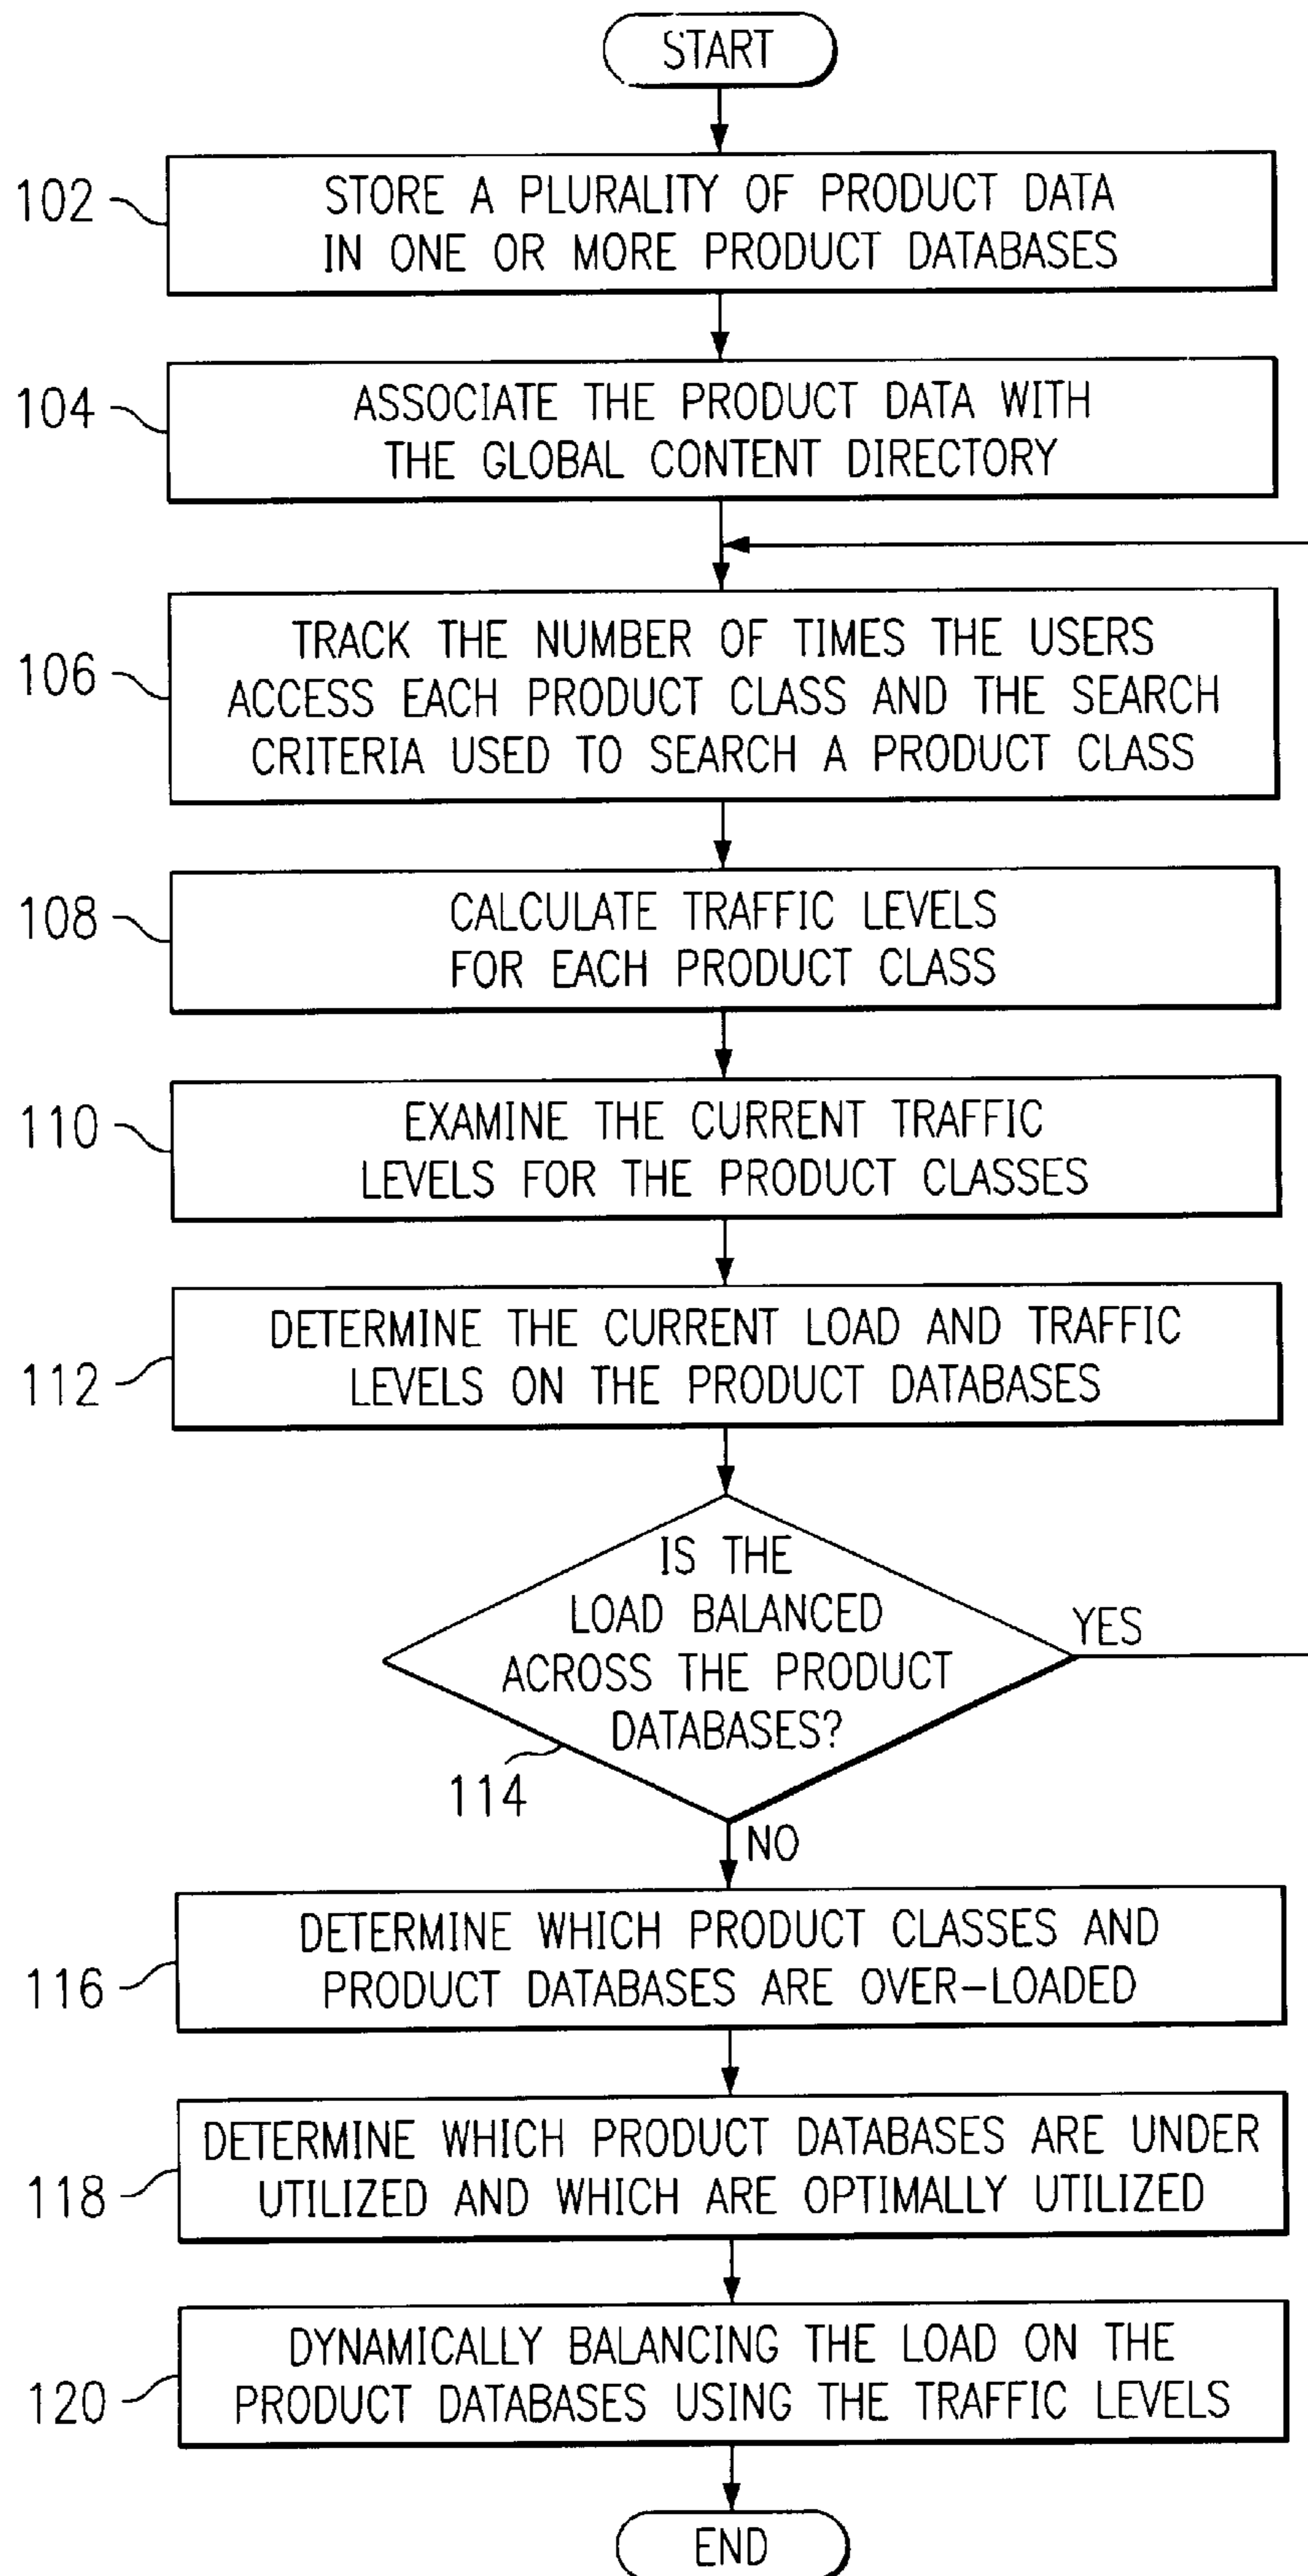 START
102
STORE A PLURALITY OF PRODUCT DATA
IN ONE OR MORE PRODUCT DATABASES
104
ASSOCIATE THE PRODUCT DATA WITH
THE GLOBAL CONTENT DIRECTORY
106
TRACK THE NUMBER OF TIMES THE USERS
ACCESS EACH PRODUCT CLASS AND THE SEARCH
CRITERIA USED TO SEARCH A PRODUCT CLASS
108
CALCULATE TRAFFIC LEVELS
FOR EACH PRODUCT CLASS
110
EXAMINE THE CURRENT TRAFFIC
LEVELS FOR THE PRODUCT CLASSES
112
DETERMINE THE CURRENT LOAD AND TRAFFIC
LEVELS ON THE PRODUCT DATABASES
IS THE
LOAD BALANCED
ACROSS THE PRODUCT
DATABASES?
YES
114
NO
116
DETERMINE WHICH PRODUCT CLASSES AND
PRODUCT DATABASES ARE OVER-LOADED
118
DETERMINE WHICH PRODUCT DATABASES ARE UNDER
UTILIZED AND WHICH ARE OPTIMALLY UTILIZED
120
DYNAMICALLY BALANCING THE LOAD ON THE
PRODUCT DATABASES USING THE TRAFFIC LEVELS
END